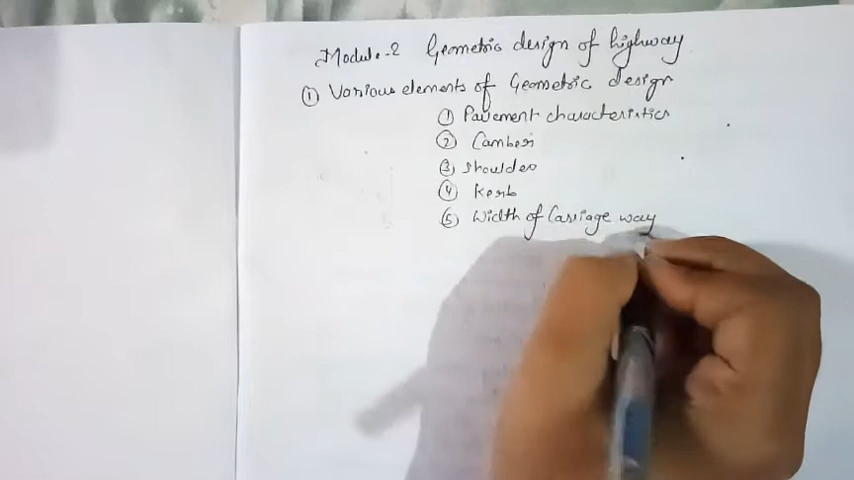 Module-2 Geometric design of highway
① Various elements of Geometric design
① Pavement characteristics
② Camber
③ Shoulder
④ Kerb
⑤ Width of Carriage way